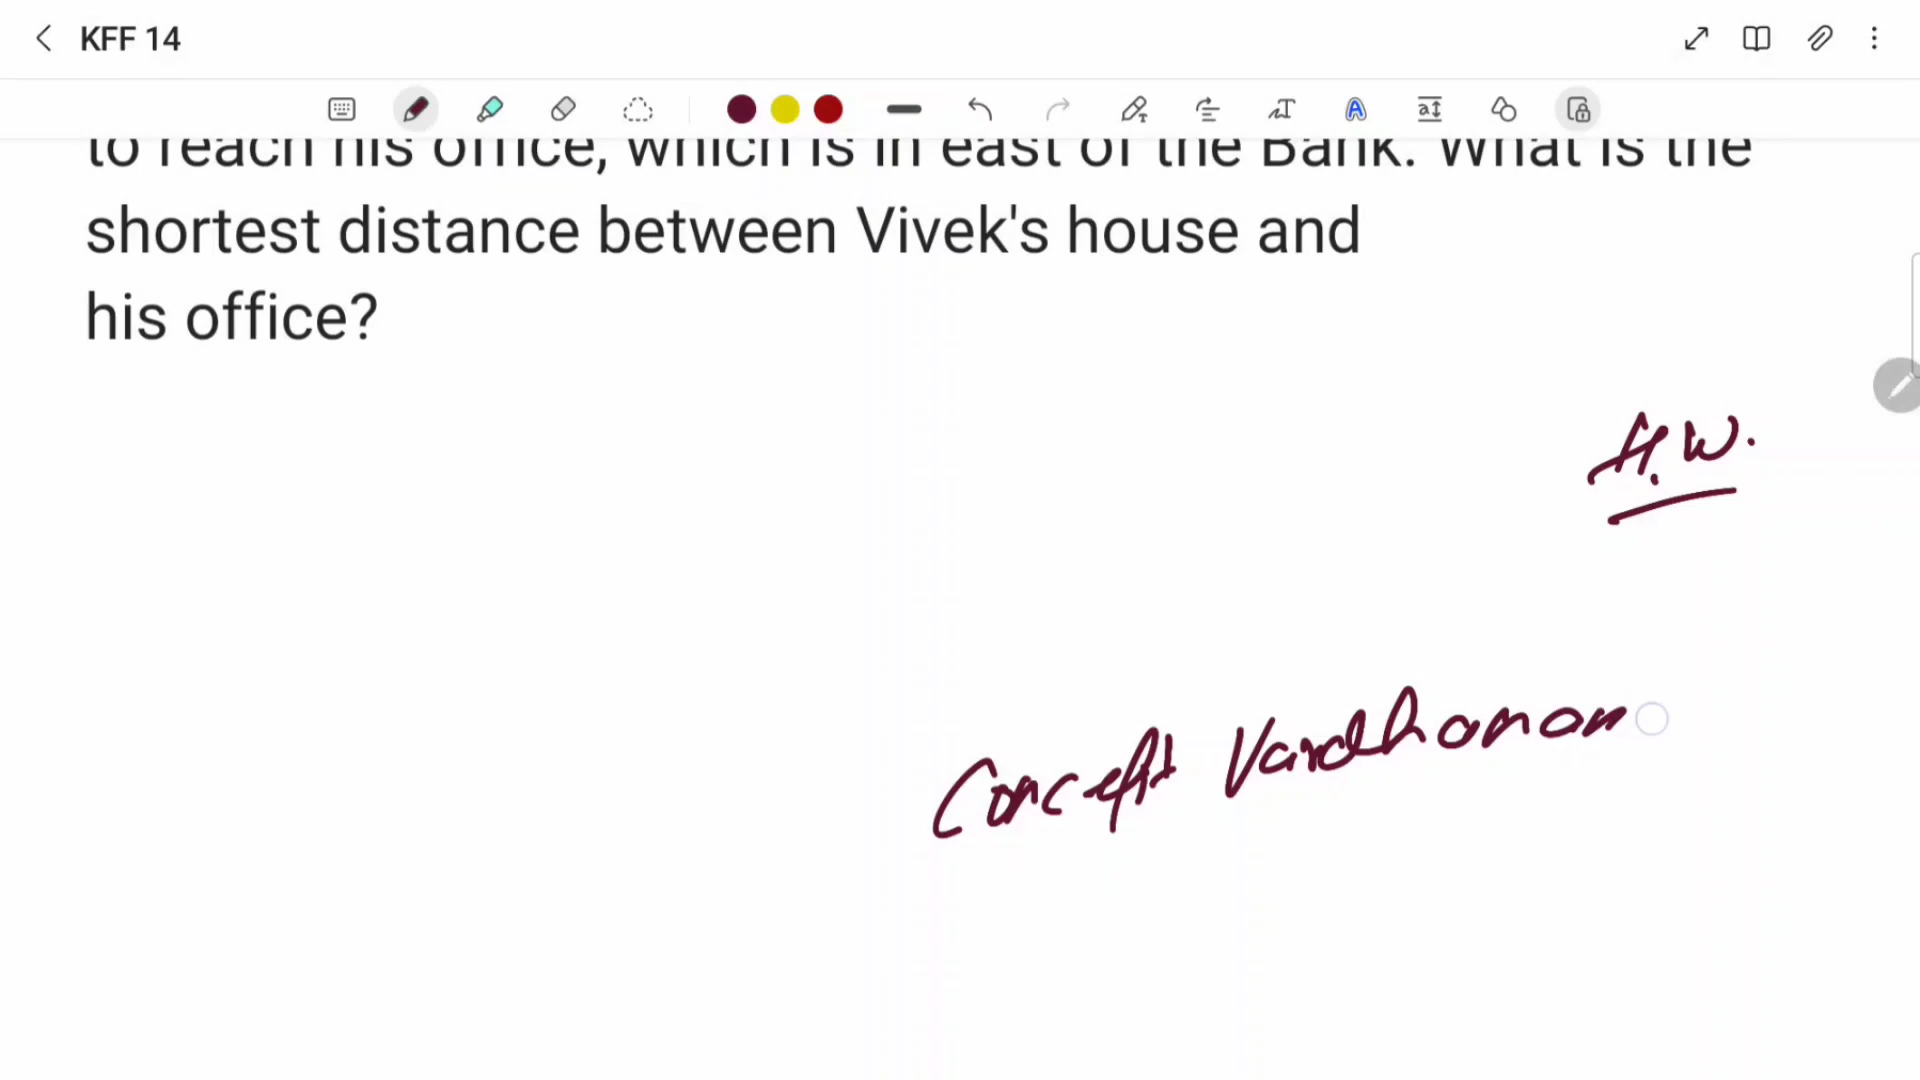 KFF 14
to reach his office, which is in east of the Bank. What is the
shortest distance between Vivek's house and
his office?
H.W.
Concept Vardhaman